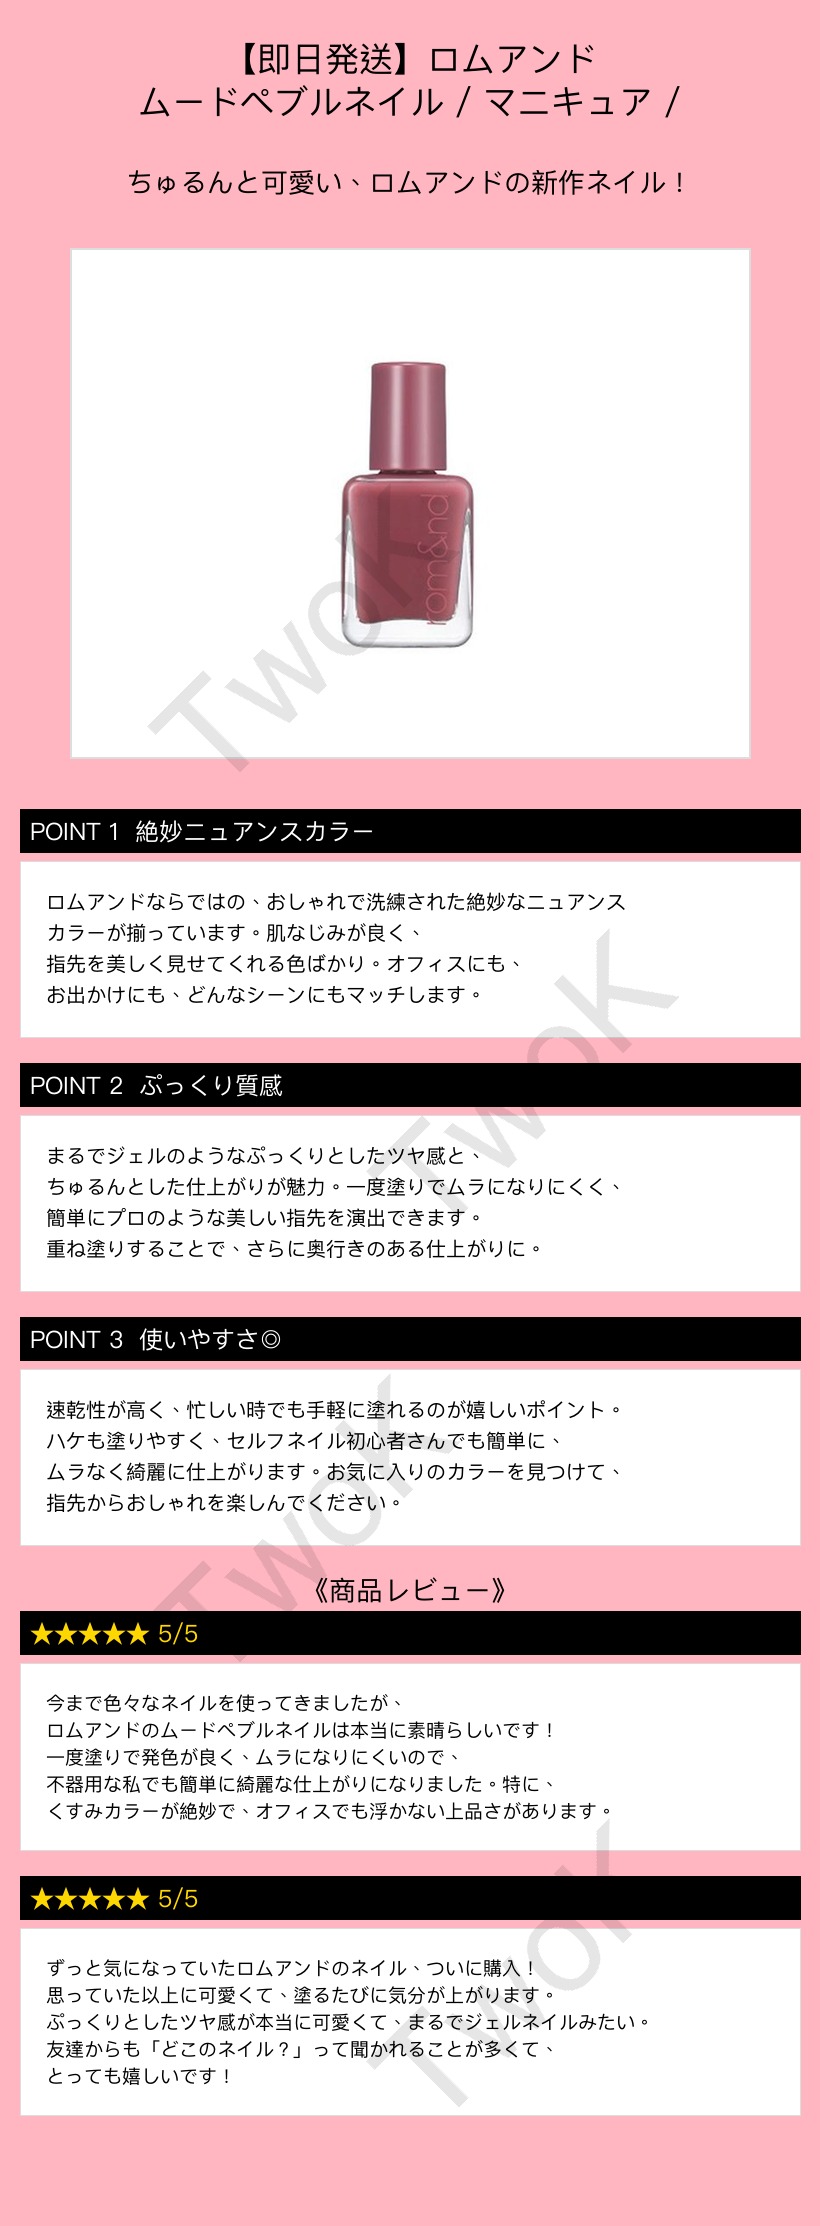 【即日発送】ロムアンド
ムードペブルネイル / マニキュア /
ちゅるんと可愛い、ロムアンドの新作ネイル！
rom&nd
TwoK
POINT 1 絶妙ニュアンスカラー
ロムアンドならではの、おしゃれで洗練された絶妙なニュアンス
カラーが揃っています。肌なじみが良く、
指先を美しく見せてくれる色ばかり。オフィスにも、
お出かけにも、どんなシーンにもマッチします。
TwoK
POINT 2 ぷっくり質感
まるでジェルのようなぷっくりとしたツヤ感と、
ちゅるんとした仕上がりが魅力。一度塗りでムラになりにくく、
簡単にプロのような美しい指先を演出できます。
重ね塗りすることで、さらに奥行きのある仕上がりに。
POINT 3 使いやすさ◎
速乾性が高く、忙しい時でも手軽に塗れるのが嬉しいポイント。
ハケも塗りやすく、セルフネイル初心者さんでも簡単に、
ムラなく綺麗に仕上がります。お気に入りのカラーを見つけて、
指先からおしゃれを楽しんでください。
TwoK
《商品レビュー》
★★★★★ 5/5
今まで色々なネイルを使ってきましたが、
ロムアンドのムードペブルネイルは本当に素晴らしいです！
一度塗りで発色が良く、ムラになりにくいので、
不器用な私でも簡単に綺麗な仕上がりになりました。特に、
くすみカラーが絶妙で、オフィスでも浮かない上品さがあります。
★★★★★ 5/5
ずっと気になっていたロムアンドのネイル、ついに購入！
思っていた以上に可愛くて、塗るたびに気分が上がります。
ぷっくりとしたツヤ感が本当に可愛くて、まるでジェルネイルみたい。
友達からも「どこのネイル？」って聞かれることが多くて、
とっても嬉しいです！
TwoK